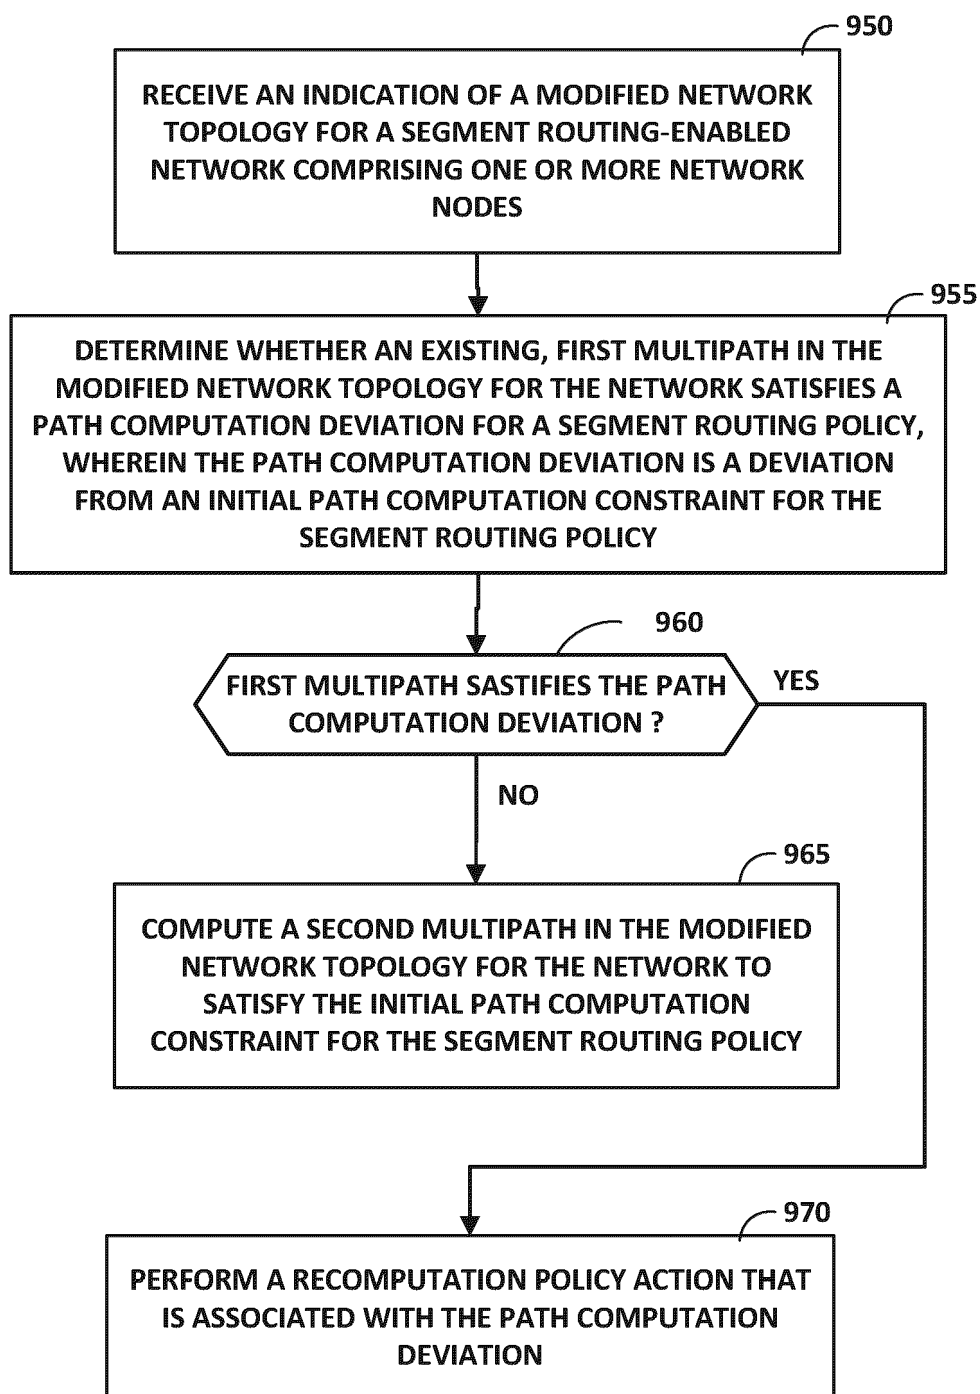 950
RECEIVE AN INDICATION OF A MODIFIED NETWORK
TOPOLOGY FOR A SEGMENT ROUTING-ENABLED
NETWORK COMPRISING ONE OR MORE NETWORK
NODES
955
DETERMINE WHETHER AN EXISTING, FIRST MULTIPATH IN THE
MODIFIED NETWORK TOPOLOGY FOR THE NETWORK SATISFIES A
PATH COMPUTATION DEVIATION FOR A SEGMENT ROUTING POLICY,
WHEREIN THE PATH COMPUTATION DEVIATION IS A DEVIATION
FROM AN INITIAL PATH COMPUTATION CONSTRAINT FOR THE
SEGMENT ROUTING POLICY
960
FIRST MULTIPATH SASTIFIES THE PATH
COMPUTATION DEVIATION ?
YES
NO
965
COMPUTE A SECOND MULTIPATH IN THE MODIFIED
NETWORK TOPOLOGY FOR THE NETWORK TO
SATISFY THE INITIAL PATH COMPUTATION
CONSTRAINT FOR THE SEGMENT ROUTING POLICY
970
PERFORM A RECOMPUTATION POLICY ACTION THAT
IS ASSOCIATED WITH THE PATH COMPUTATION
DEVIATION